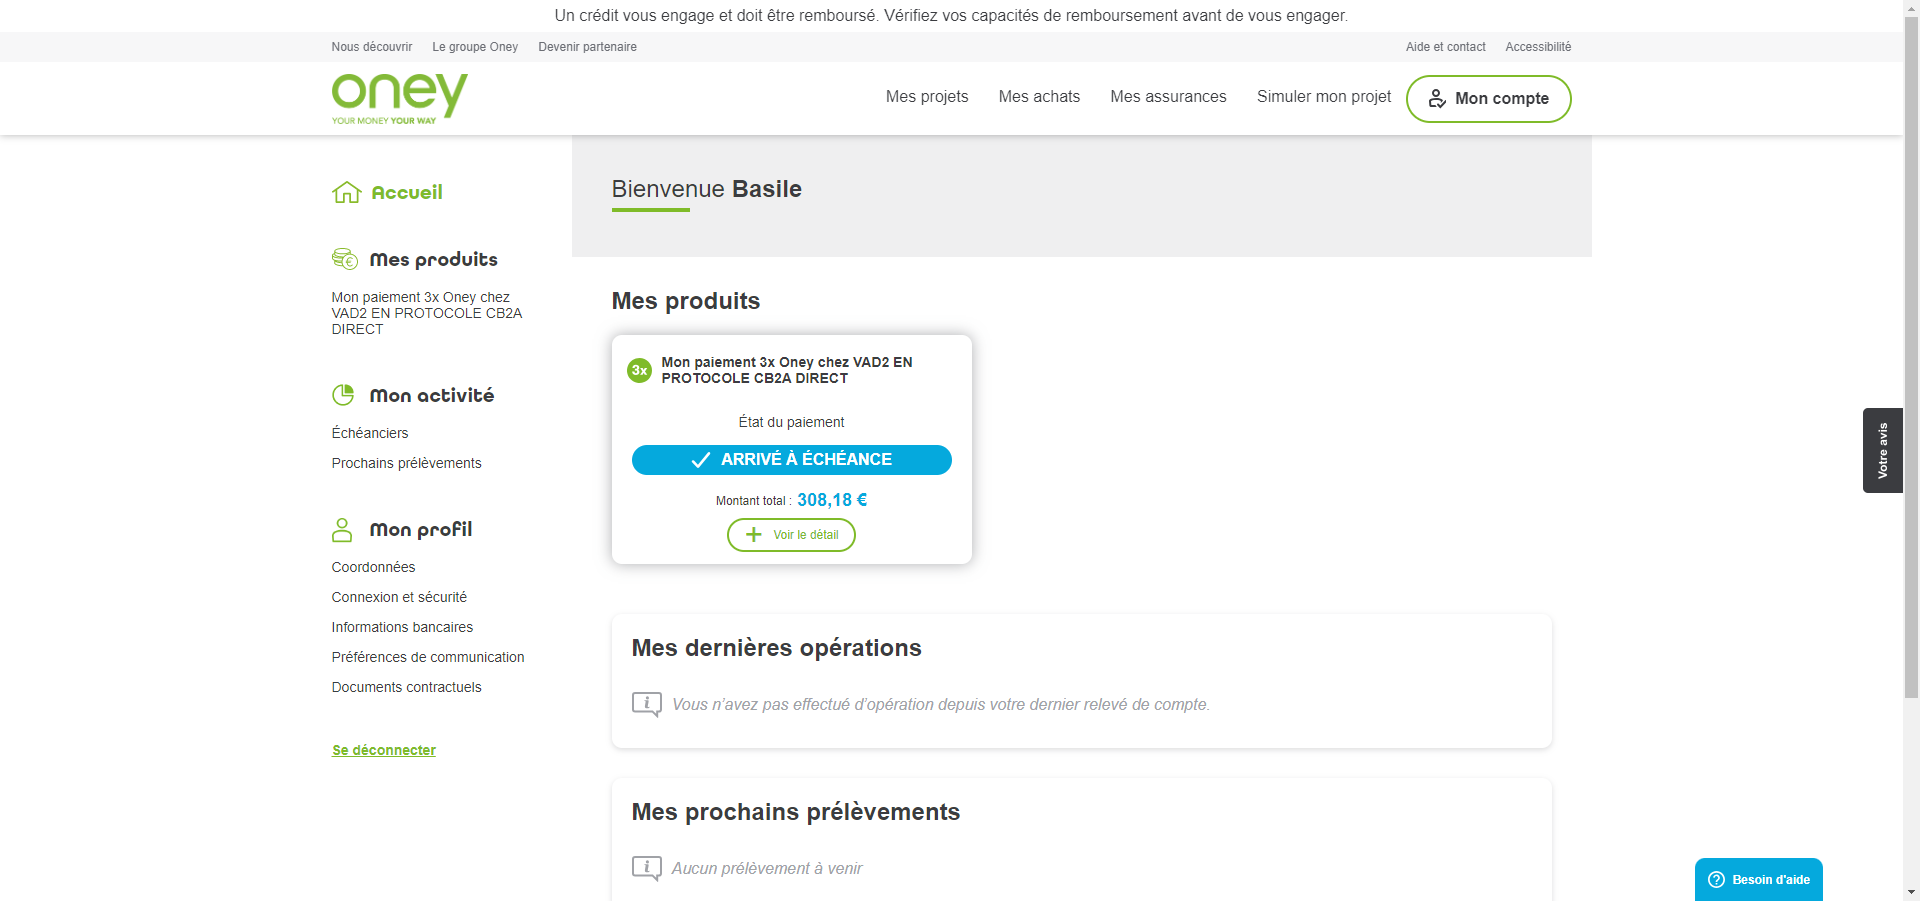 Un crédit vous engage et doit être remboursé. Vérifiez vos capacités de remboursement avant de vous engager.
Nous découvrir Le groupe Oney Devenir partenaire Aide et contact Accessibilité
oney
YOUR MONEY YOUR WAY
Mes projets Mes achats Mes assurances Simuler mon projet Mon compte
Accueil
Mes produits
Mon paiement 3x Oney chez
VAD2 EN PROTOCOLE CB2A
DIRECT
Mon activité
Échéanciers
Prochains prélèvements
Mon profil
Coordonnées
Connexion et sécurité
Informations bancaires
Préférences de communication
Documents contractuels
Se déconnecter
Bienvenue Basile
Mes produits
3x
Mon paiement 3x Oney chez VAD2 EN
PROTOCOLE CB2A DIRECT
État du paiement
ARRIVÉ À ÉCHÉANCE
Montant total : 308,18 €
Voir le détail
Mes dernières opérations
Vous n’avez pas effectué d’opération depuis votre dernier relevé de compte.
Mes prochains prélèvements
Aucun prélèvement à venir
Votre avis
Besoin d'aide